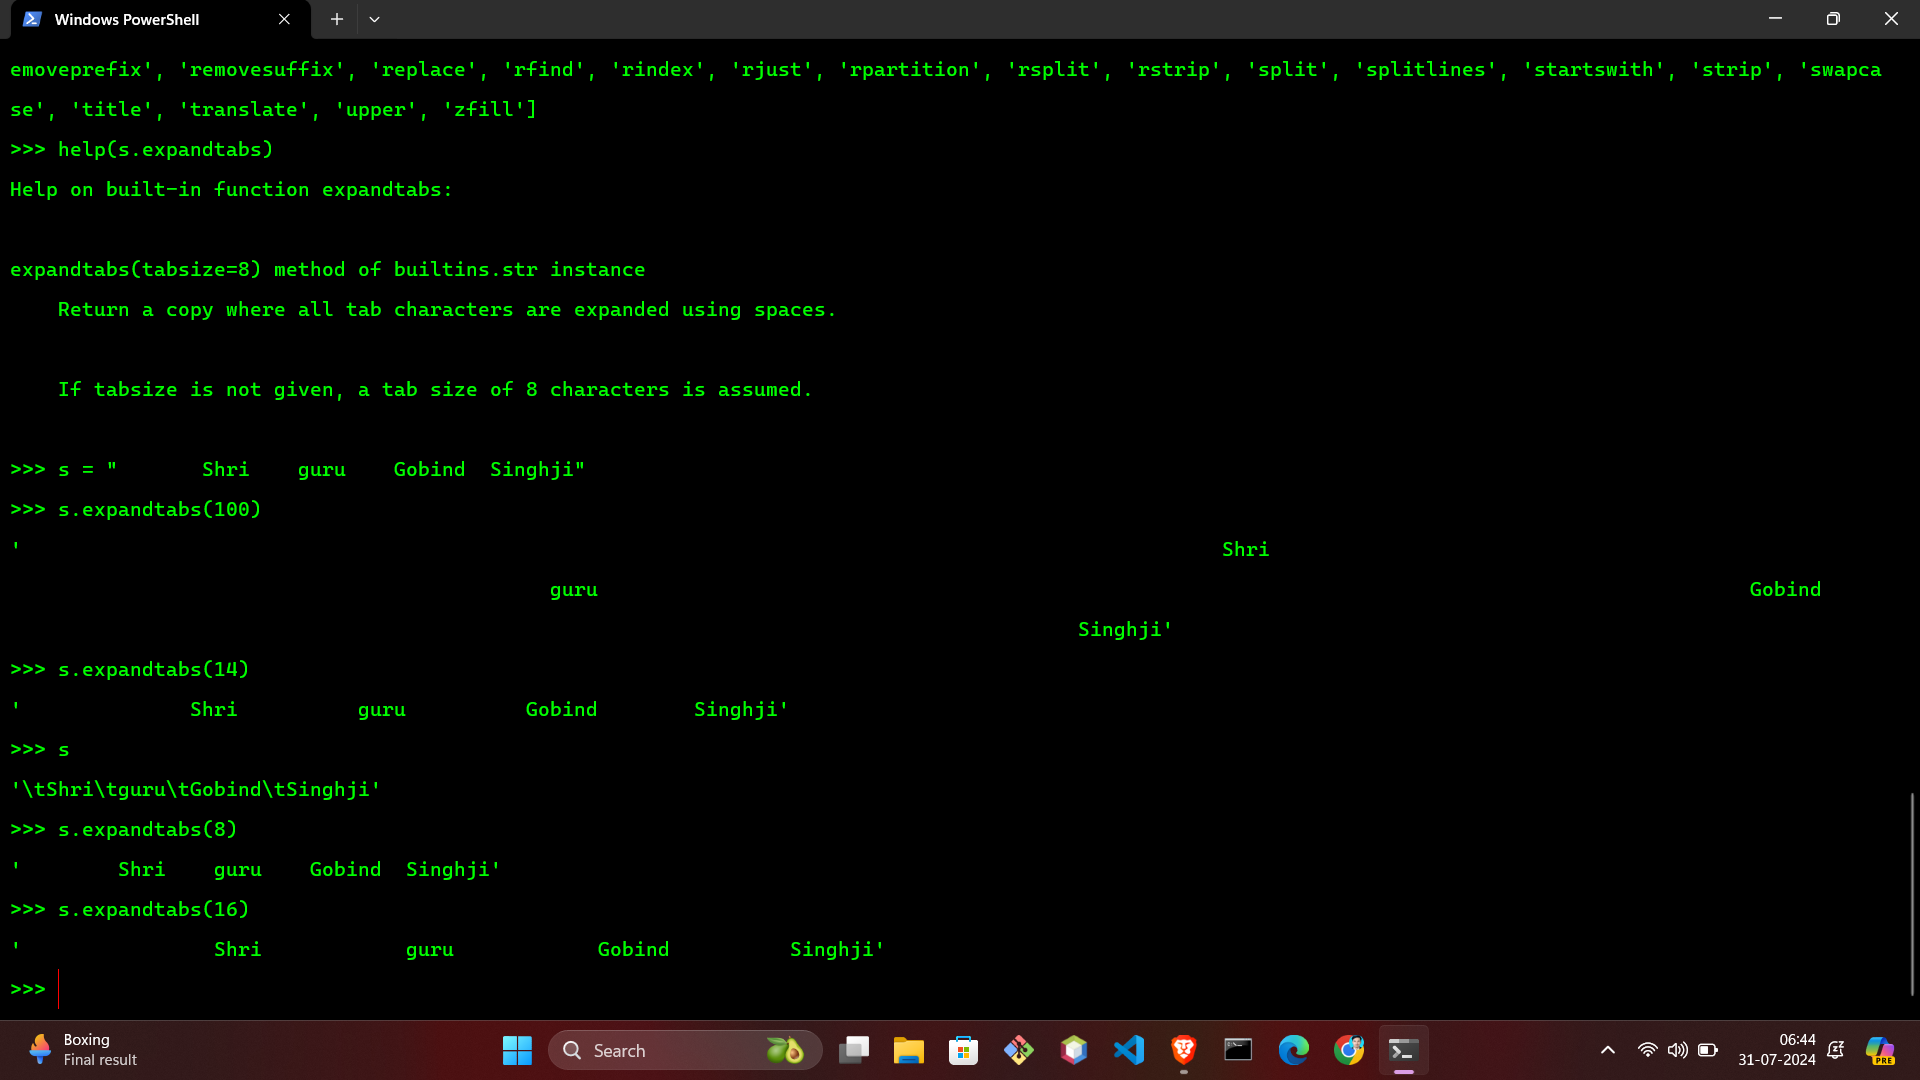 Windows PowerShell
emoveprefix', 'removesuffix', 'replace', 'rfind', 'rindex', 'rjust', 'rpartition', 'rsplit', 'rstrip', 'split', 'splitlines', 'startswith', 'strip', 'swapca
se', 'title', 'translate', 'upper', 'zfill']
>>> help(s.expandtabs)
Help on built-in function expandtabs:
expandtabs(tabsize=8) method of builtins.str instance
    Return a copy where all tab characters are expanded using spaces.
    If tabsize is not given, a tab size of 8 characters is assumed.
>>> s = "       Shri    guru    Gobind  Singhji"
>>> s.expandtabs(100)
'                                                                                                    Shri
                                             guru                                                                                                Gobind
                                                                                         Singhji'
>>> s.expandtabs(14)
'              Shri          guru          Gobind        Singhji'
>>> s
'\tShri\tguru\tGobind\tSinghji'
>>> s.expandtabs(8)
'        Shri    guru    Gobind  Singhji'
>>> s.expandtabs(16)
'                Shri            guru            Gobind          Singhji'
>>>
Boxing
Final result
Search
06:44
31-07-2024
PRE